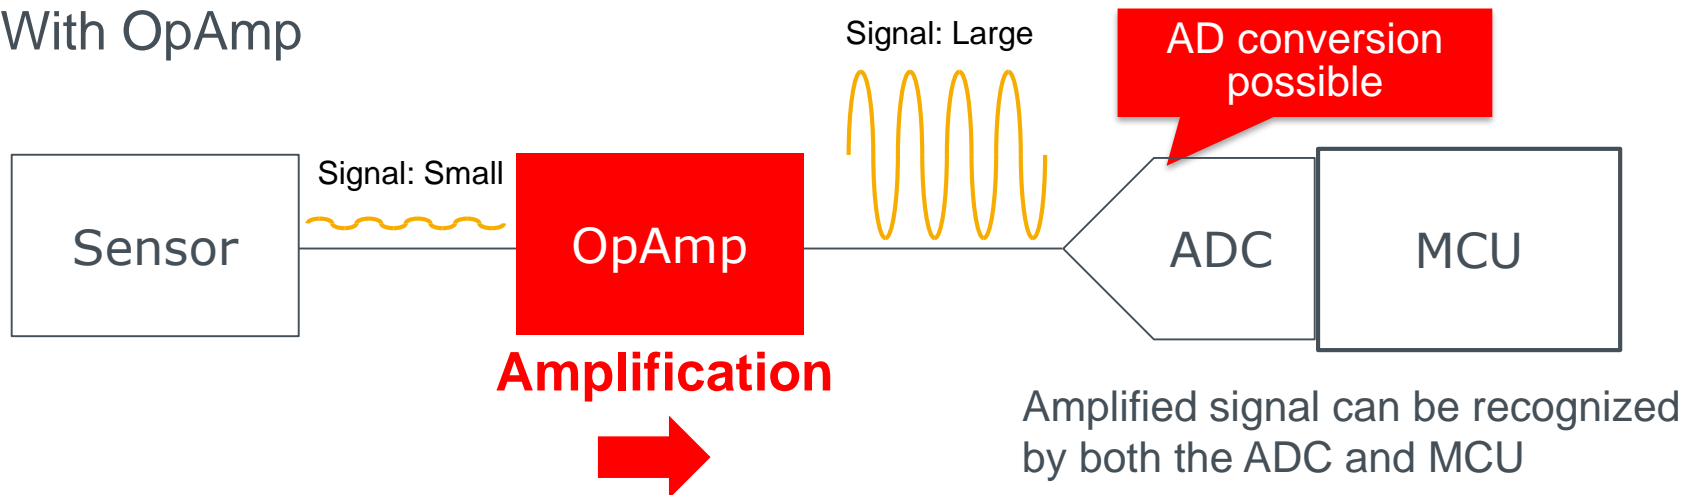 With OpAmp
Signal: Large
AD conversion
possible
Signal: Small
Sensor
OpAmp
ADC
MCU
Amplification
Amplified signal can be recognized
by both the ADC and MCU